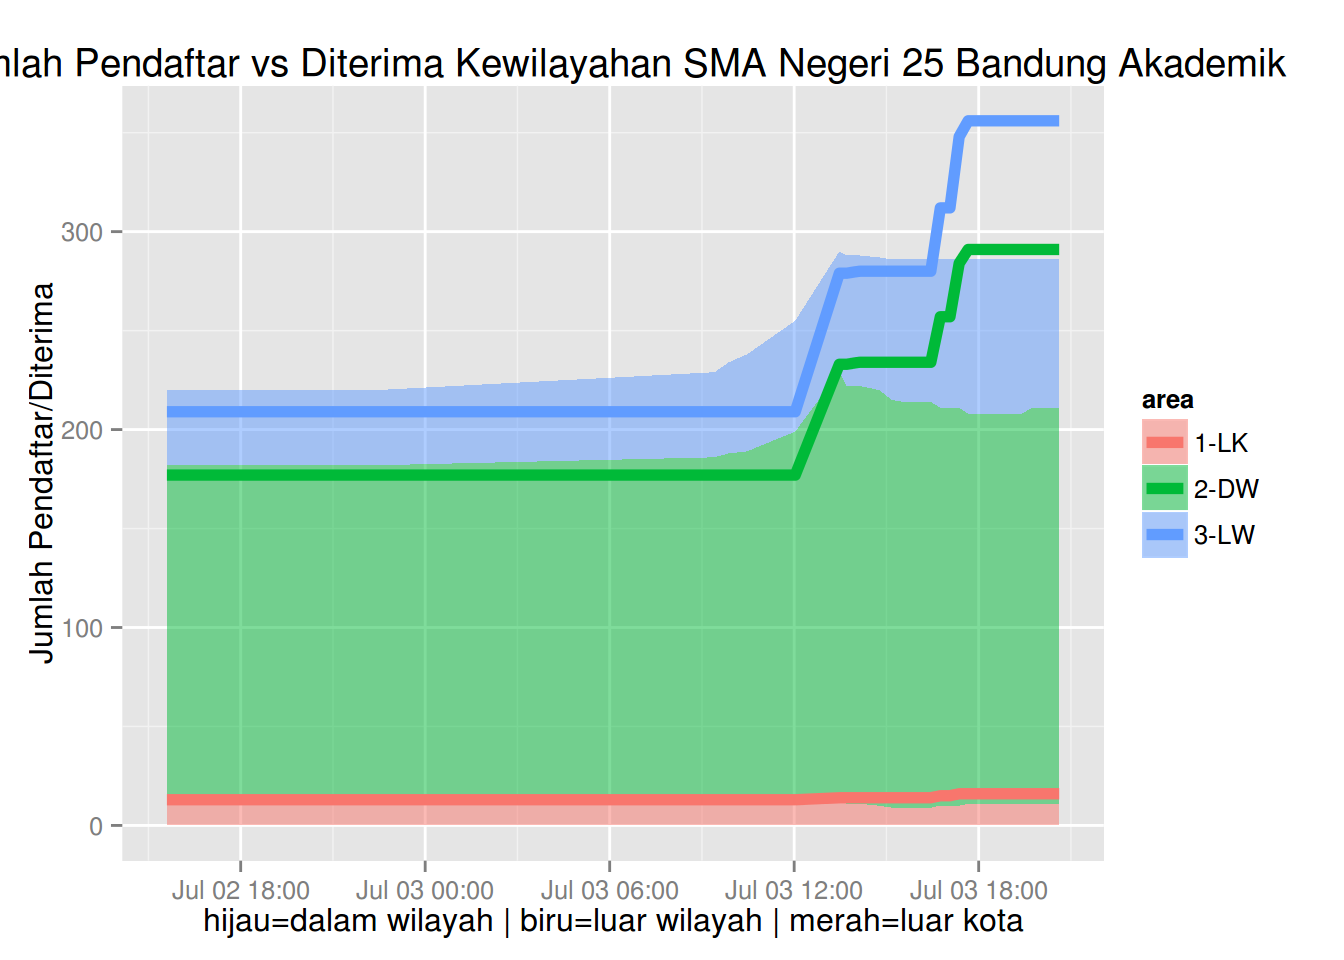 mlah Pendaftar vs Diterima Kewilayahan SMA Negeri 25 Bandung Akademik
Jumlah Pendaftar/Diterima
300
200
100
0
Jul 02 18:00 Jul 03 00:00 Jul 03 06:00 Jul 03 12:00 Jul 03 18:00
hijau=dalam wilayah | biru=luar wilayah | merah=luar kota
area
1-LK
2-DW
3-LW